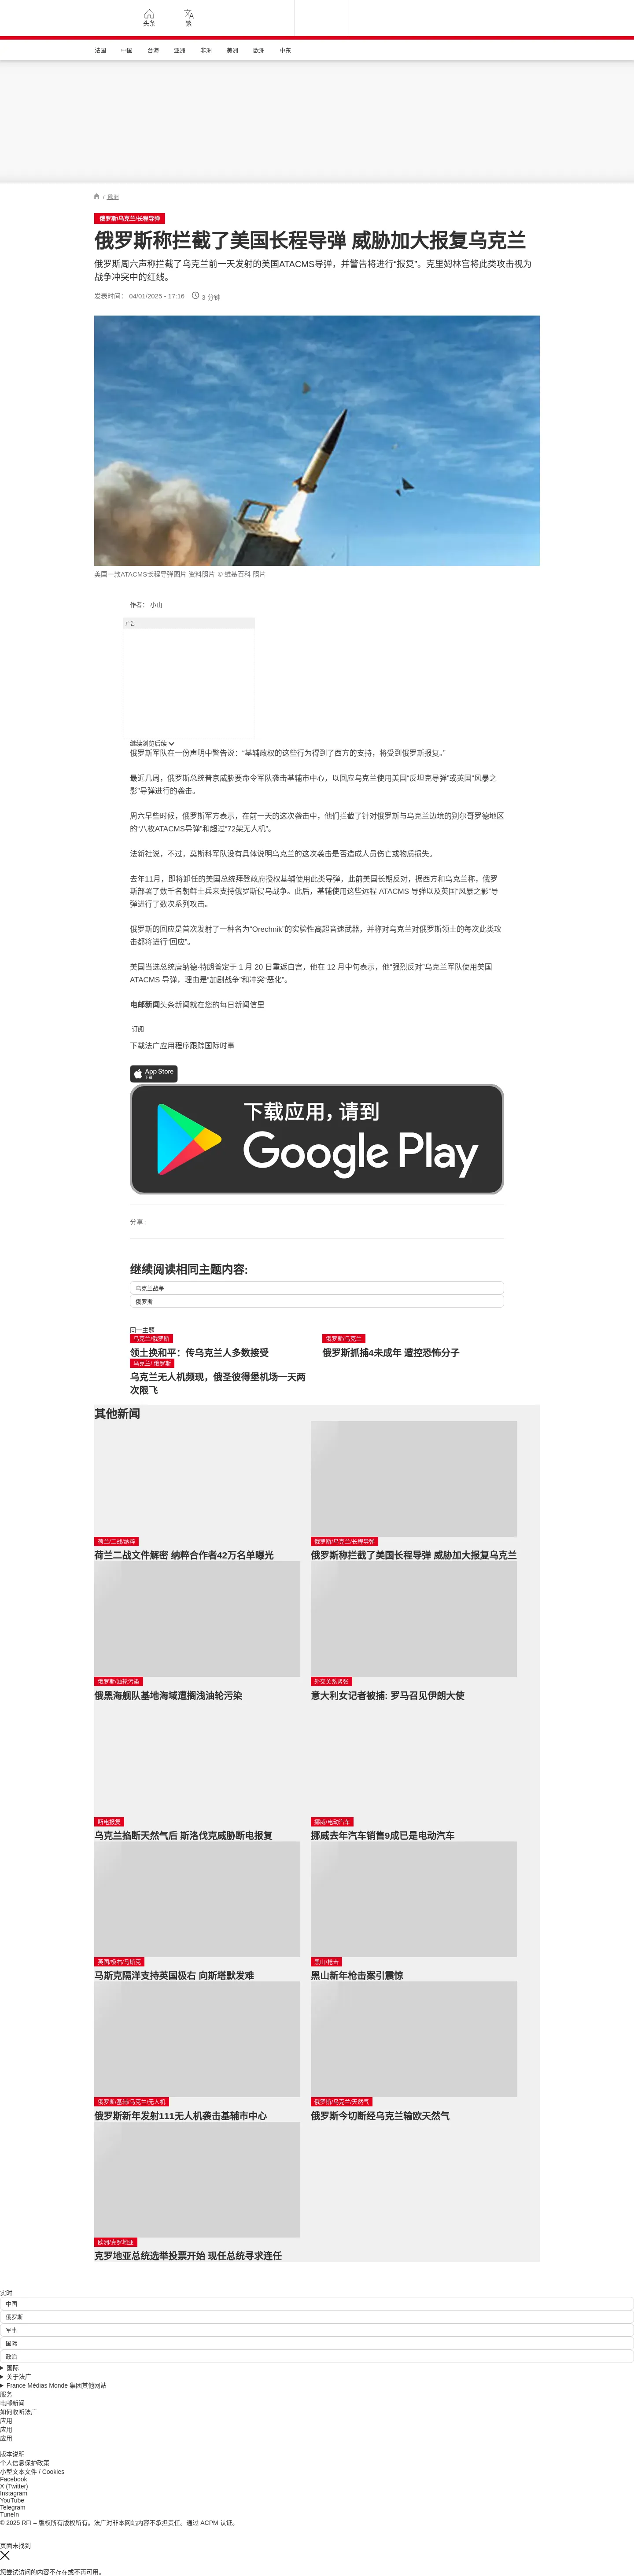 头条
繁
法国
中国
台海
亚洲
非洲
美洲
欧洲
中东
/ 欧洲
俄罗斯/乌克兰/长程导弹
俄罗斯称拦截了美国长程导弹 威胁加大报复乌克兰
俄罗斯周六声称拦截了乌克兰前一天发射的美国ATACMS导弹，并警告将进行“报复”。克里姆林宫将此类攻击视为
战争冲突中的红线。
发表时间： 04/01/2025 - 17:16
3 分钟
美国一款ATACMS长程导弹图片 资料照片 © 维基百科 照片
作者： 小山
广告
继续浏览后续
俄罗斯军队在一份声明中警告说：“基辅政权的这些行为得到了西方的支持，将受到俄罗斯报复。”
最近几周，俄罗斯总统普京威胁要命令军队袭击基辅市中心，以回应乌克兰使用美国“反坦克导弹”或英国“风暴之
影”导弹进行的袭击。
周六早些时候，俄罗斯军方表示，在前一天的这次袭击中，他们拦截了针对俄罗斯与乌克兰边境的别尔哥罗德地区
的“八枚ATACMS导弹”和超过“72架无人机”。
法新社说，不过，莫斯科军队没有具体说明乌克兰的这次袭击是否造成人员伤亡或物质损失。
去年11月，即将卸任的美国总统拜登政府授权基辅使用此类导弹，此前美国长期反对，据西方和乌克兰称，俄罗
斯部署了数千名朝鲜士兵来支持俄罗斯侵乌战争。此后，基辅使用这些远程 ATACMS 导弹以及英国“风暴之影”导
弹进行了数次系列攻击。
俄罗斯的回应是首次发射了一种名为“Orechnik”的实验性高超音速武器，并称对乌克兰对俄罗斯领土的每次此类攻
击都将进行“回应”。
美国当选总统唐纳德·特朗普定于 1 月 20 日重返白宫，他在 12 月中旬表示，他“强烈反对”乌克兰军队使用美国
ATACMS 导弹，理由是“加剧战争”和冲突“恶化”。
电邮新闻头条新闻就在您的每日新闻信里
订阅
下载法广应用程序跟踪国际时事
App Store
下载
下载应用，请到
Google Play
分享 :
继续阅读相同主题内容:
乌克兰战争
俄罗斯
同一主题
乌克兰/俄罗斯
领土换和平：传乌克兰人多数接受
俄罗斯/乌克兰
俄罗斯抓捕4未成年 遭控恐怖分子
乌克兰/ 俄罗斯
乌克兰无人机频现，俄圣彼得堡机场一天两
次限飞
其他新闻
荷兰/二战/纳粹
荷兰二战文件解密 纳粹合作者42万名单曝光
俄罗斯/乌克兰/长程导弹
俄罗斯称拦截了美国长程导弹 威胁加大报复乌克兰
俄罗斯/油轮污染
俄黑海舰队基地海域遭搁浅油轮污染
外交关系紧张
意大利女记者被捕: 罗马召见伊朗大使
断电报复
乌克兰掐断天然气后 斯洛伐克威胁断电报复
挪威/电动汽车
挪威去年汽车销售9成已是电动汽车
英国/极右/马斯克
马斯克隔洋支持英国极右 向斯塔默发难
黑山/枪击
黑山新年枪击案引震惊
俄罗斯/基辅/乌克兰/无人机
俄罗斯新年发射111无人机袭击基辅市中心
俄罗斯/乌克兰/天然气
俄罗斯今切断经乌克兰输欧天然气
欧洲/克罗地亚
克罗地亚总统选举投票开始 现任总统寻求连任
实时
中国
俄罗斯
军事
国际
政治
国际
关于法广
France Médias Monde 集团其他网站
服务
电邮新闻
如何收听法广
应用
应用
应用
版本说明
个人信息保护政策
小型文本文件 / Cookies
Facebook
X (Twitter)
Instagram
YouTube
Telegram
TuneIn
© 2025 RFI – 版权所有版权所有。法广对非本网站内容不承担责任。通过 ACPM 认证。
页面未找到
您尝试访问的内容不存在或不再可用。